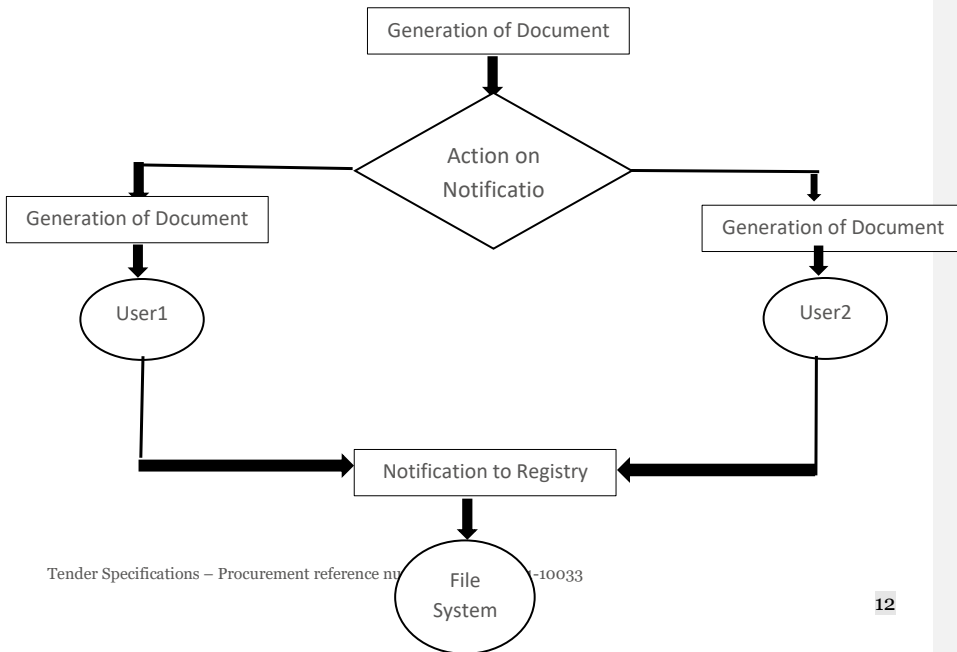 Generation of Document
Action on
Notificatio
Generation of Document
Generation of Document
User1
User2
Notification to Registry
File
System
Tender Specifications – Procurement reference nu -10033
12